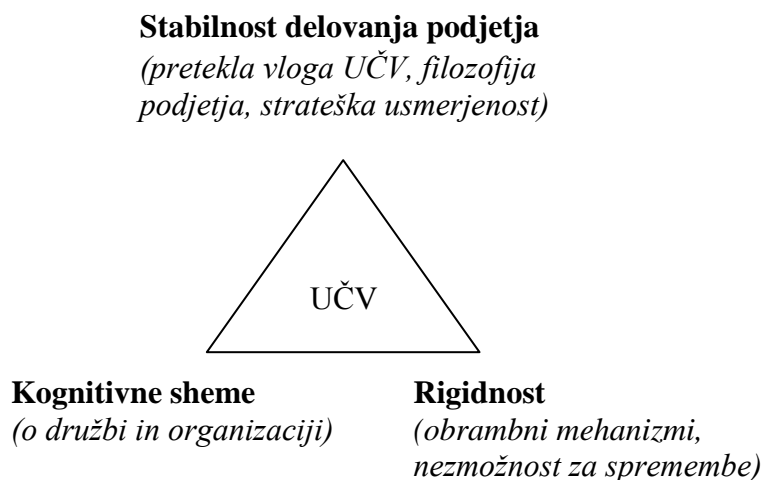 Stabilnost delovanja podjetja
(pretekla vloga UČV, filozofija
podjetja, strateška usmerjenost)
UČV
Kognitivne sheme
(o družbi in organizaciji)
Rigidnost
(obrambni mehanizmi,
nezmožnost za spremembe)